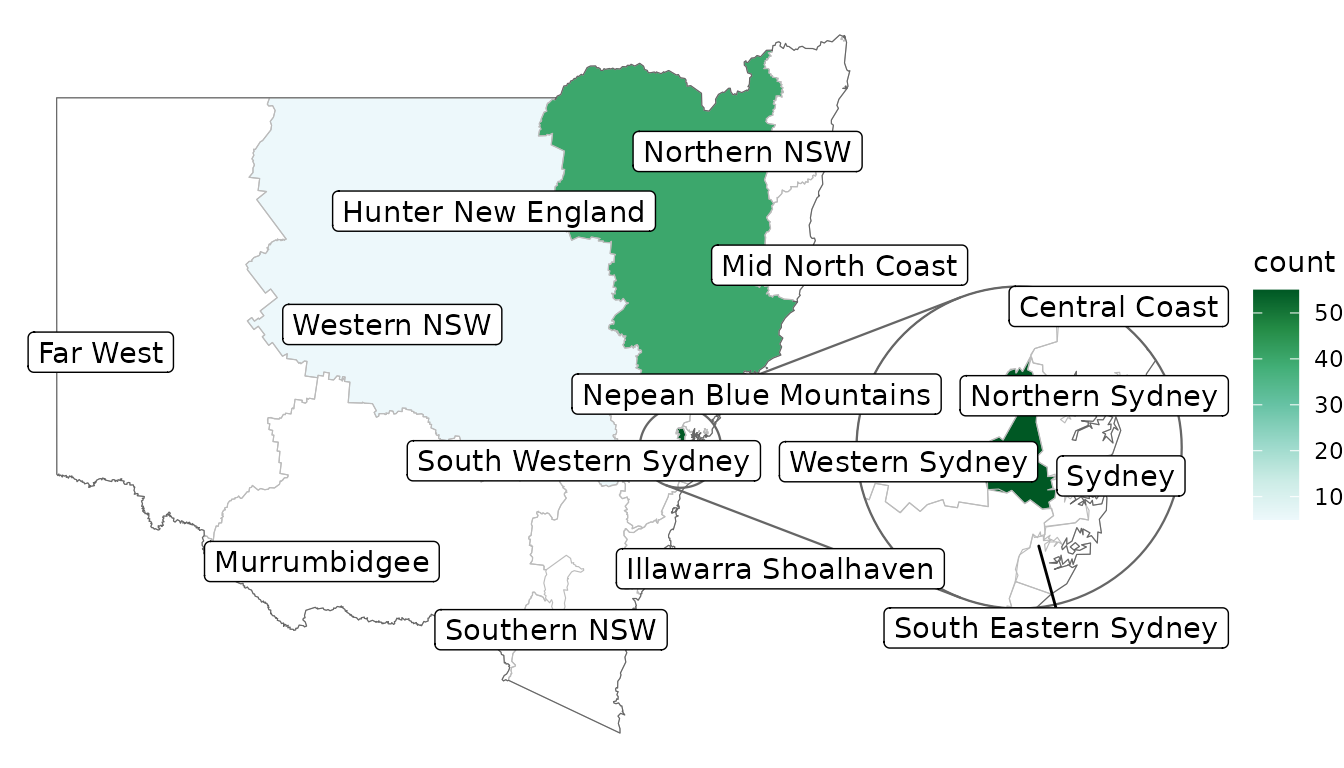 Northern NSW
Hunter New England
Mid North Coast
count
Central Coast
50
Western NSW
Far West
40
Nepean Blue Mountains
Northern Sydney
30
South Western Sydney
Western Sydney
20
Sydney
10
Murrumbidgee
Illawarra Shoalhaven
Southern NSW
South Eastern Sydney